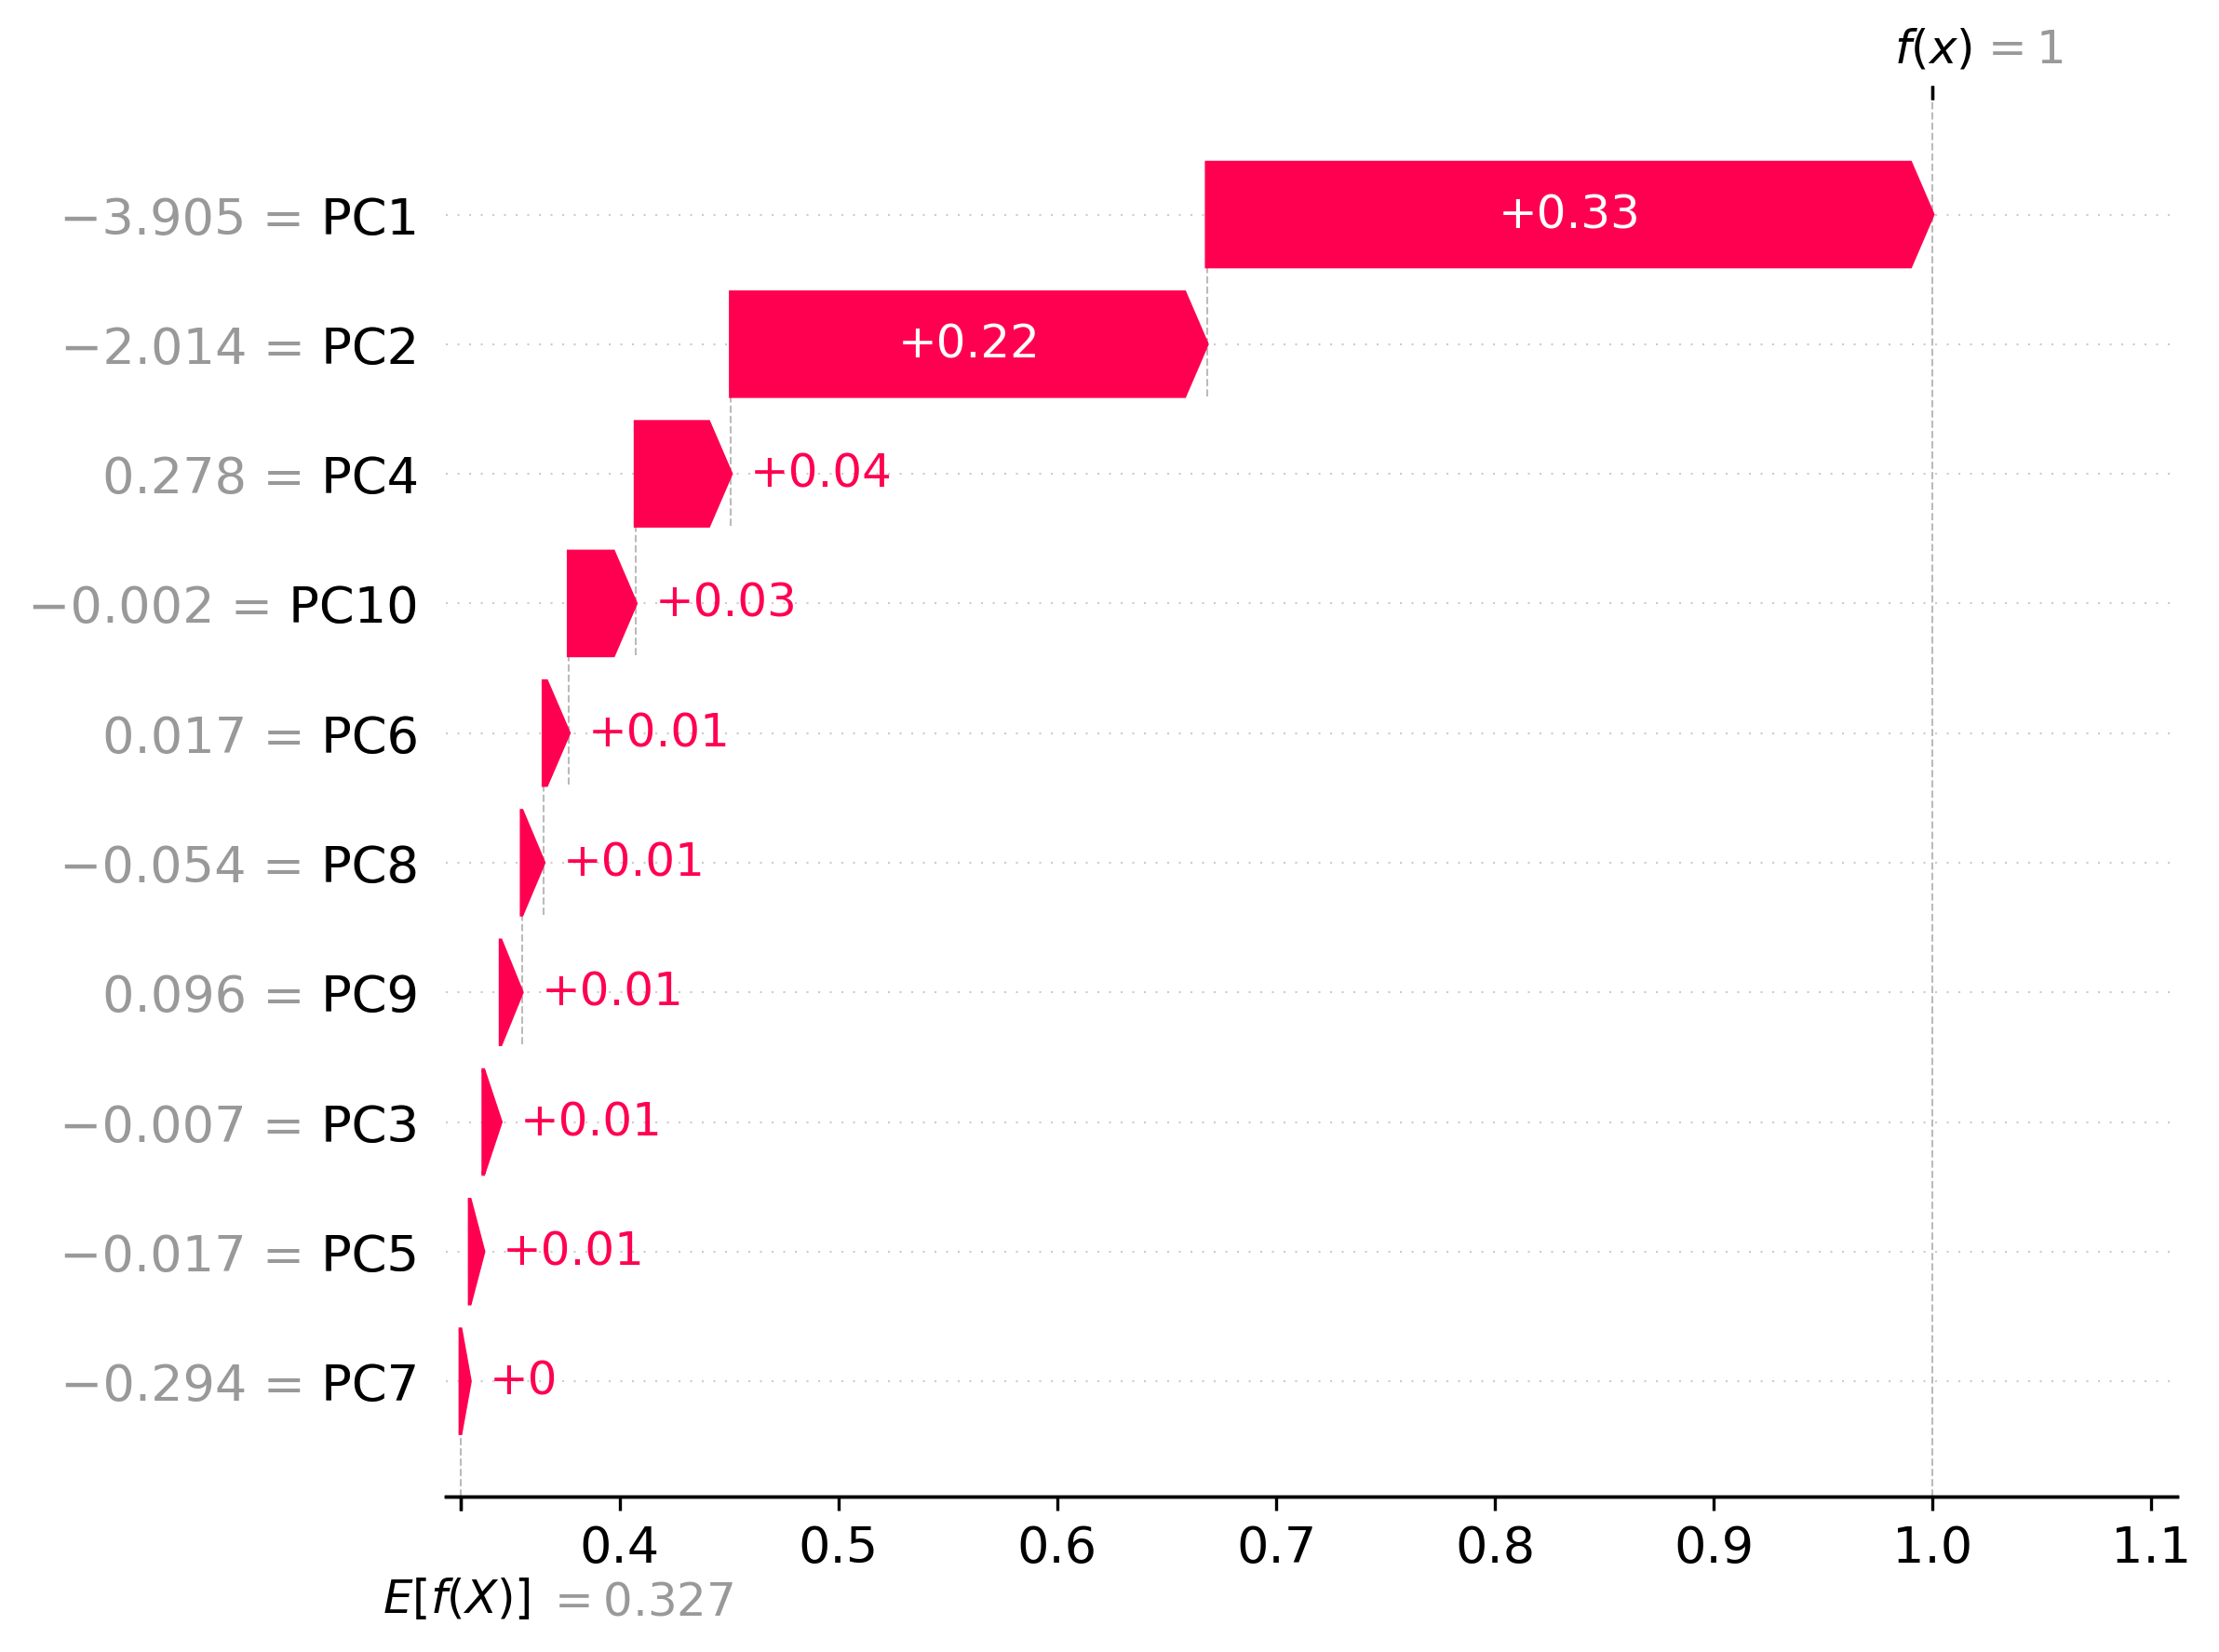 f(x) = 1
−3.905 = PC1 +0.33
−2.014 = PC2 +0.22
0.278 = PC4 +0.04
−0.002 = PC10 +0.03
0.017 = PC6 +0.01
−0.054 = PC8 +0.01
0.096 = PC9 +0.01
−0.007 = PC3 +0.01
−0.017 = PC5 +0.01
−0.294 = PC7 +0
0.4 0.5 0.6 0.7 0.8 0.9 1.0 1.1
E[f(X)] = 0.327